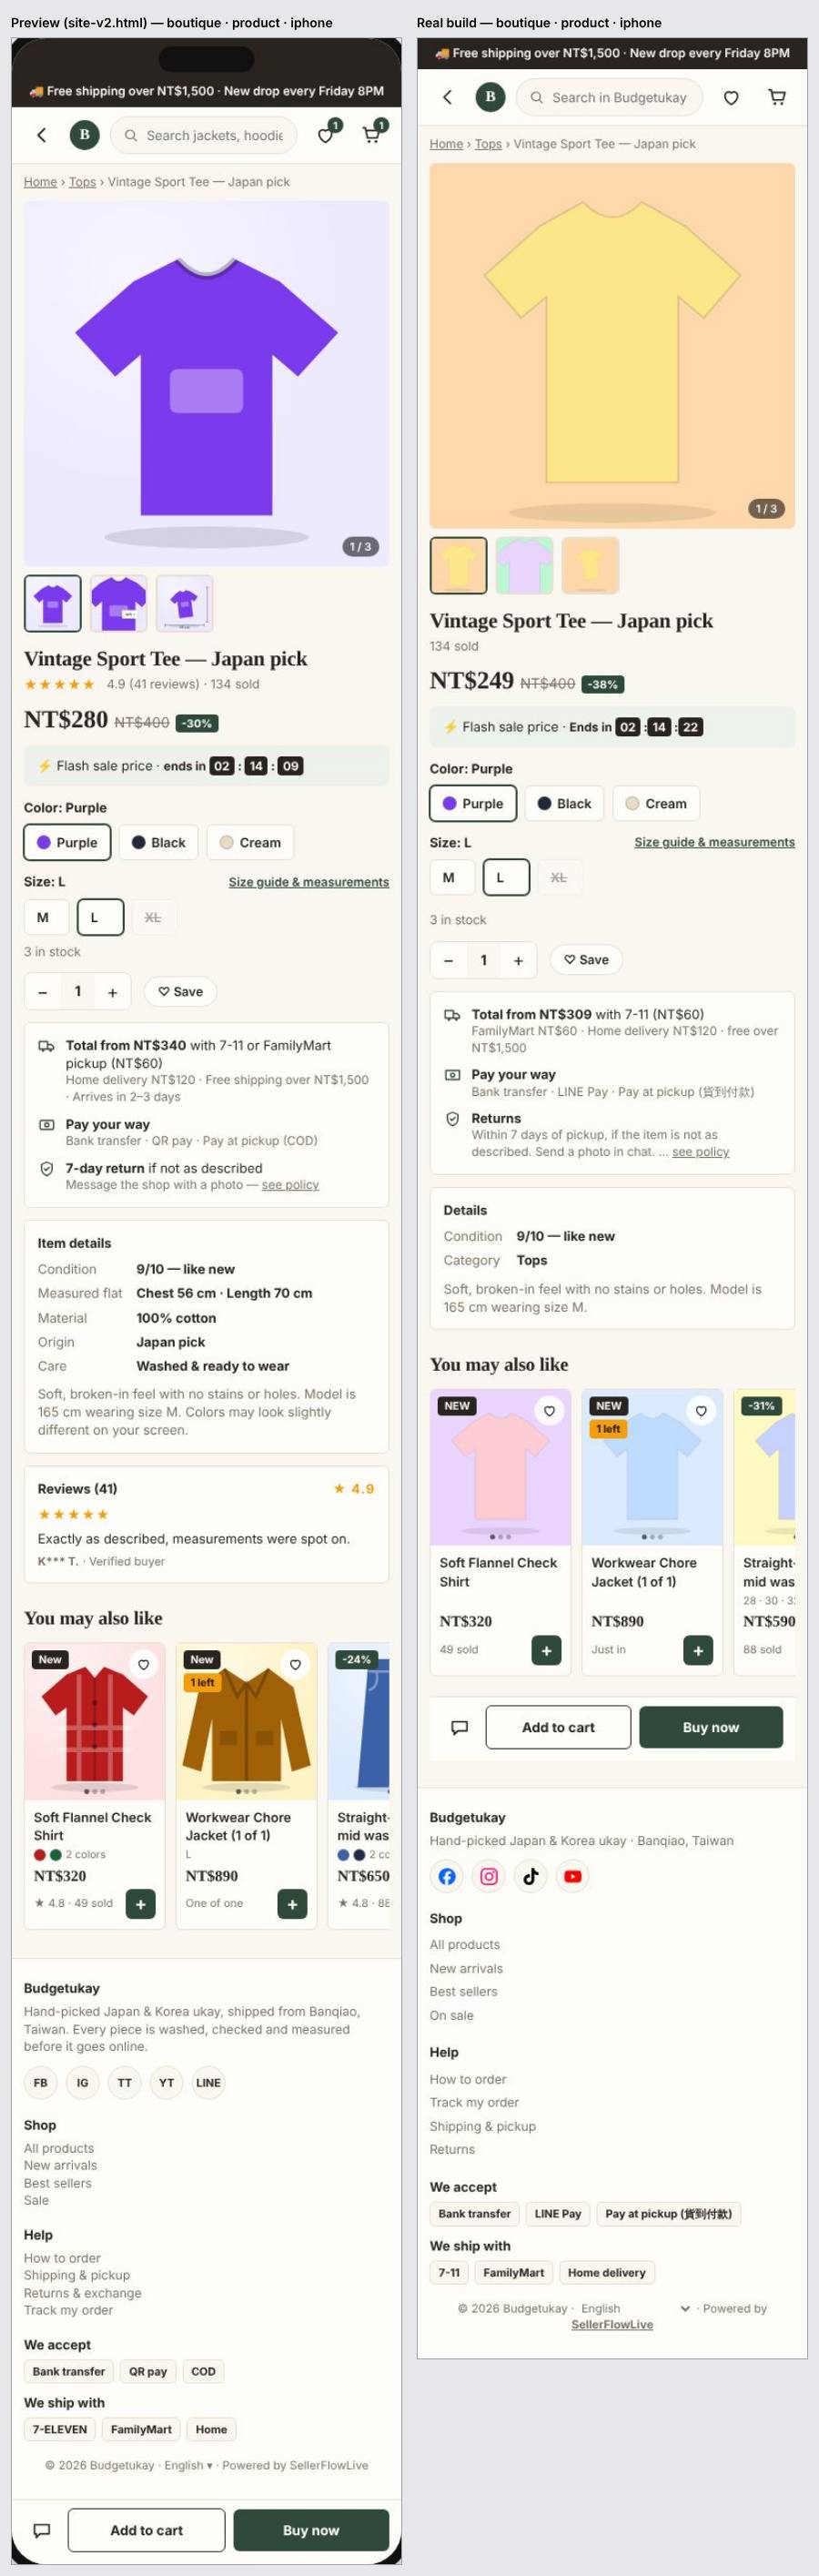 Preview (site-v2.html) — boutique · product · iphone
🚚 Free shipping over NT$1,500 · New drop every Friday 8PM
B
Search jackets, hoodie
1
1
Home › Tops › Vintage Sport Tee — Japan pick
1 / 3
Vintage Sport Tee — Japan pick
★★★★★ 4.9 (41 reviews) · 134 sold
NT$280 NT$400 -30%
⚡ Flash sale price · ends in 02 : 14 : 09
Color: Purple
Purple
Black
Cream
Size: L
Size guide & measurements
M
L
XL
3 in stock
− 1 +
♡ Save
Total from NT$340 with 7-11 or FamilyMart
pickup (NT$60)
Home delivery NT$120 · Free shipping over NT$1,500
· Arrives in 2–3 days
Pay your way
Bank transfer · QR pay · Pay at pickup (COD)
7-day return if not as described
Message the shop with a photo — see policy
Item details
Condition 9/10 — like new
Measured flat Chest 56 cm · Length 70 cm
Material 100% cotton
Origin Japan pick
Care Washed & ready to wear
Soft, broken-in feel with no stains or holes. Model is
165 cm wearing size M. Colors may look slightly
different on your screen.
Reviews (41) ★ 4.9
★★★★★
Exactly as described, measurements were spot on.
K*** T. · Verified buyer
You may also like
New
New
1 left
-24%
Soft Flannel Check
Shirt
2 colors
NT$320
★ 4.8 · 49 sold
+
Workwear Chore
Jacket (1 of 1)
L
NT$890
One of one
+
Straight-
mid was
2 co
NT$650
★ 4.8 · 88
Budgetukay
Hand-picked Japan & Korea ukay, shipped from Banqiao,
Taiwan. Every piece is washed, checked and measured
before it goes online.
FB IG TT YT LINE
Shop
All products
New arrivals
Best sellers
Sale
Help
How to order
Shipping & pickup
Returns & exchange
Track my order
We accept
Bank transfer QR pay COD
We ship with
7-ELEVEN FamilyMart Home
© 2026 Budgetukay · English ▾ · Powered by SellerFlowLive
Add to cart
Buy now
Real build — boutique · product · iphone
🚚 Free shipping over NT$1,500 · New drop every Friday 8PM
B
Search in Budgetukay
Home › Tops › Vintage Sport Tee — Japan pick
1 / 3
Vintage Sport Tee — Japan pick
134 sold
NT$249 NT$400 -38%
⚡ Flash sale price · Ends in 02 :14 :22
Color: Purple
Purple
Black
Cream
Size: L
Size guide & measurements
M
L
XL
3 in stock
− 1 +
♡ Save
Total from NT$309 with 7-11 (NT$60)
FamilyMart NT$60 · Home delivery NT$120 · free over
NT$1,500
Pay your way
Bank transfer · LINE Pay · Pay at pickup (貨到付款)
Returns
Within 7 days of pickup, if the item is not as
described. Send a photo in chat. ... see policy
Details
Condition 9/10 — like new
Category Tops
Soft, broken-in feel with no stains or holes. Model is
165 cm wearing size M.
You may also like
NEW
NEW
1 left
-31%
Soft Flannel Check
Shirt
NT$320
49 sold
+
Workwear Chore
Jacket (1 of 1)
NT$890
Just in
+
Straight-
mid was
28 · 30 · 3
NT$590
88 sold
Add to cart
Buy now
Budgetukay
Hand-picked Japan & Korea ukay · Banqiao, Taiwan
Shop
All products
New arrivals
Best sellers
On sale
Help
How to order
Track my order
Shipping & pickup
Returns
We accept
Bank transfer LINE Pay Pay at pickup (貨到付款)
We ship with
7-11 FamilyMart Home delivery
© 2026 Budgetukay · English · Powered by
SellerFlowLive